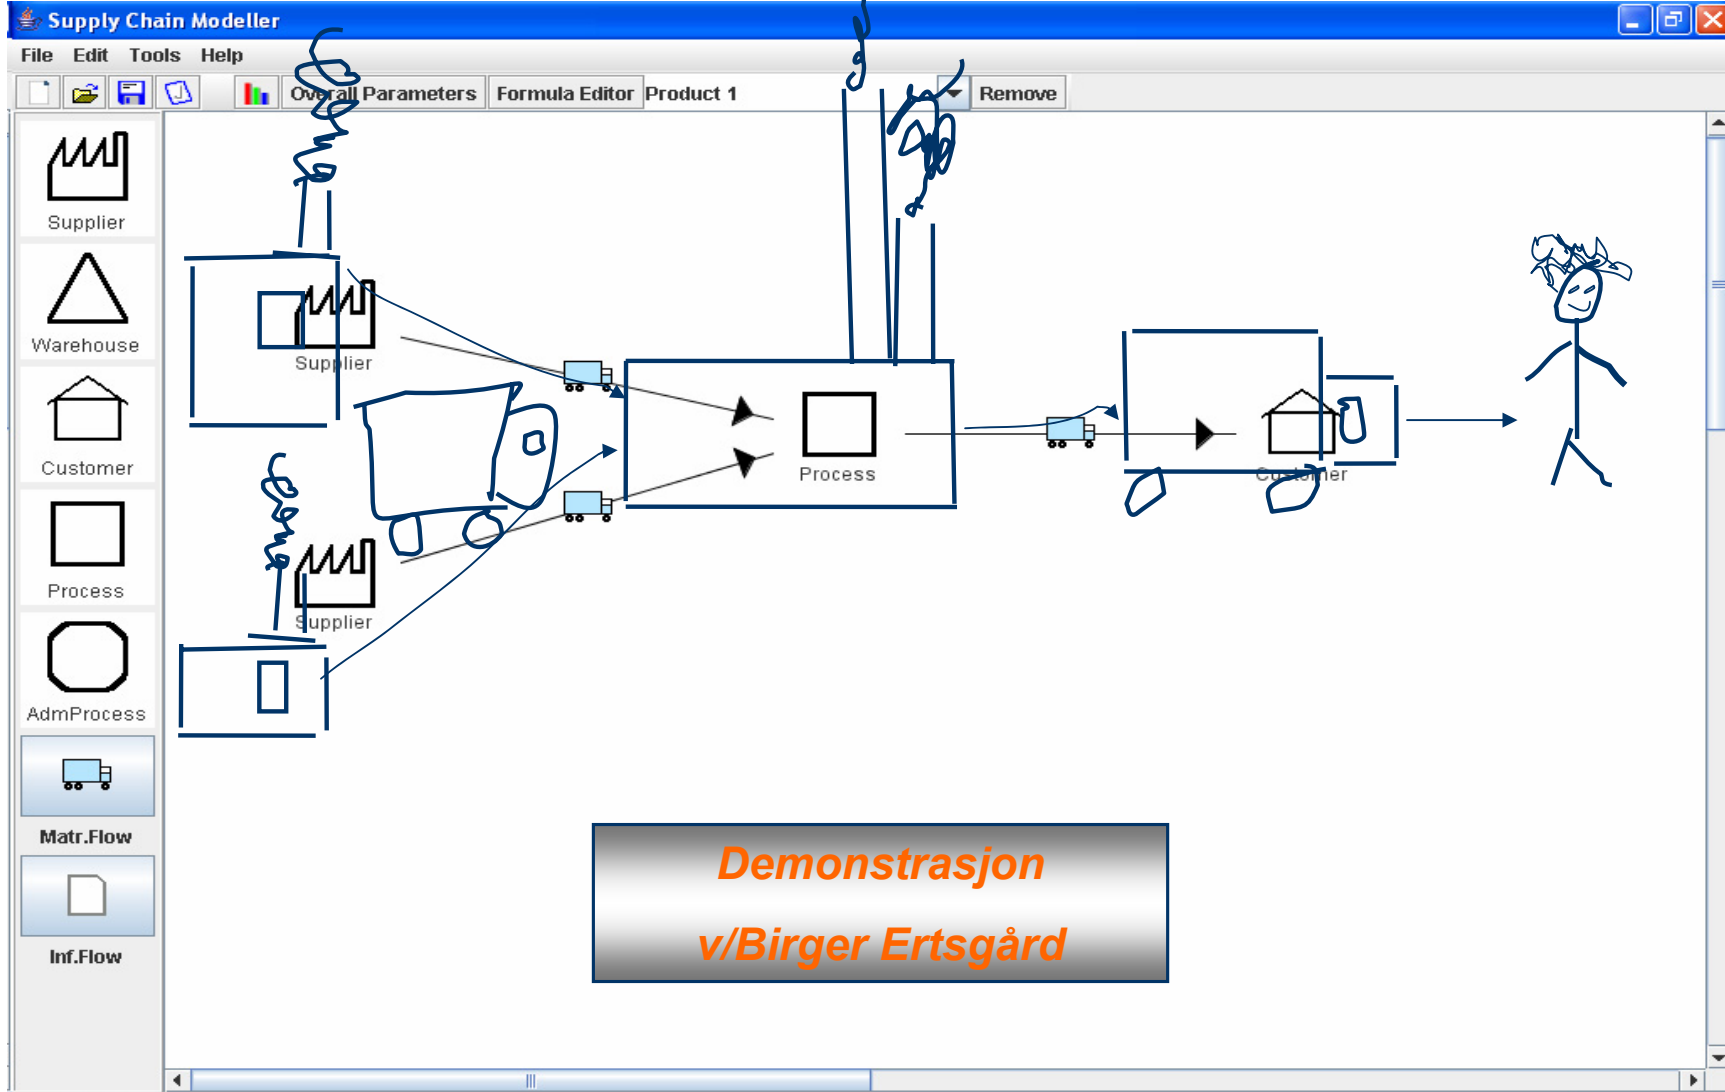 Supply Chain Modeller
File Edit Tools Help
Overall Parameters Formula Editor Product 1 Remove
Supplier
Warehouse
Customer
Process
AdmProcess
Matr.Flow
Inf.Flow
Supplier
Supplier
Process
Customer
Demonstrasjon
v/Birger Ertsgård